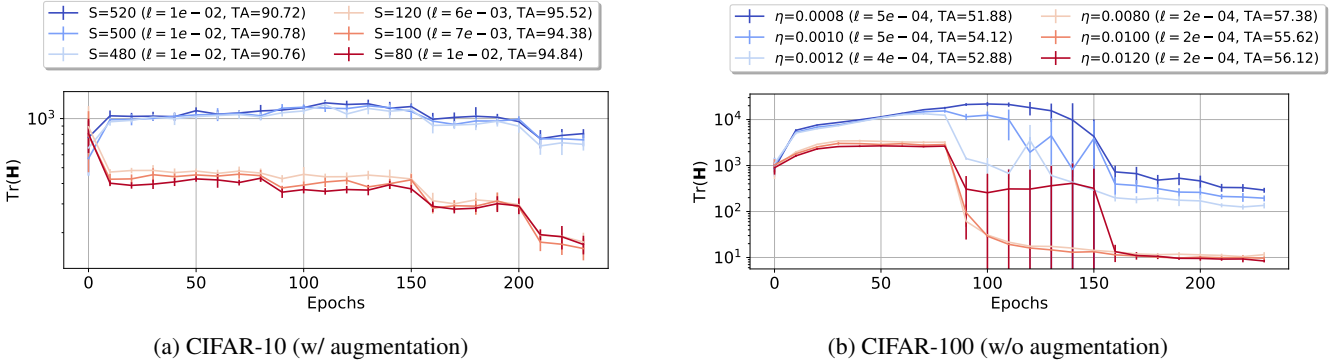 S=520 (ℓ = 1e − 02, TA=90.72)
S=500 (ℓ = 1e − 02, TA=90.78)
S=480 (ℓ = 1e − 02, TA=90.76)
S=120 (ℓ = 6e − 03, TA=95.52)
S=100 (ℓ = 7e − 03, TA=94.38)
S=80 (ℓ = 1e − 02, TA=94.84)
Tr(H)
10³
0 50 100 150 200
Epochs
(a) CIFAR-10 (w/ augmentation)
η=0.0008 (ℓ = 5e − 04, TA=51.88)
η=0.0010 (ℓ = 5e − 04, TA=54.12)
η=0.0012 (ℓ = 4e − 04, TA=52.88)
η=0.0080 (ℓ = 2e − 04, TA=57.38)
η=0.0100 (ℓ = 2e − 04, TA=55.62)
η=0.0120 (ℓ = 2e − 04, TA=56.12)
Tr(H)
10⁴
10³
10²
10¹
0 50 100 150 200
Epochs
(b) CIFAR-100 (w/o augmentation)